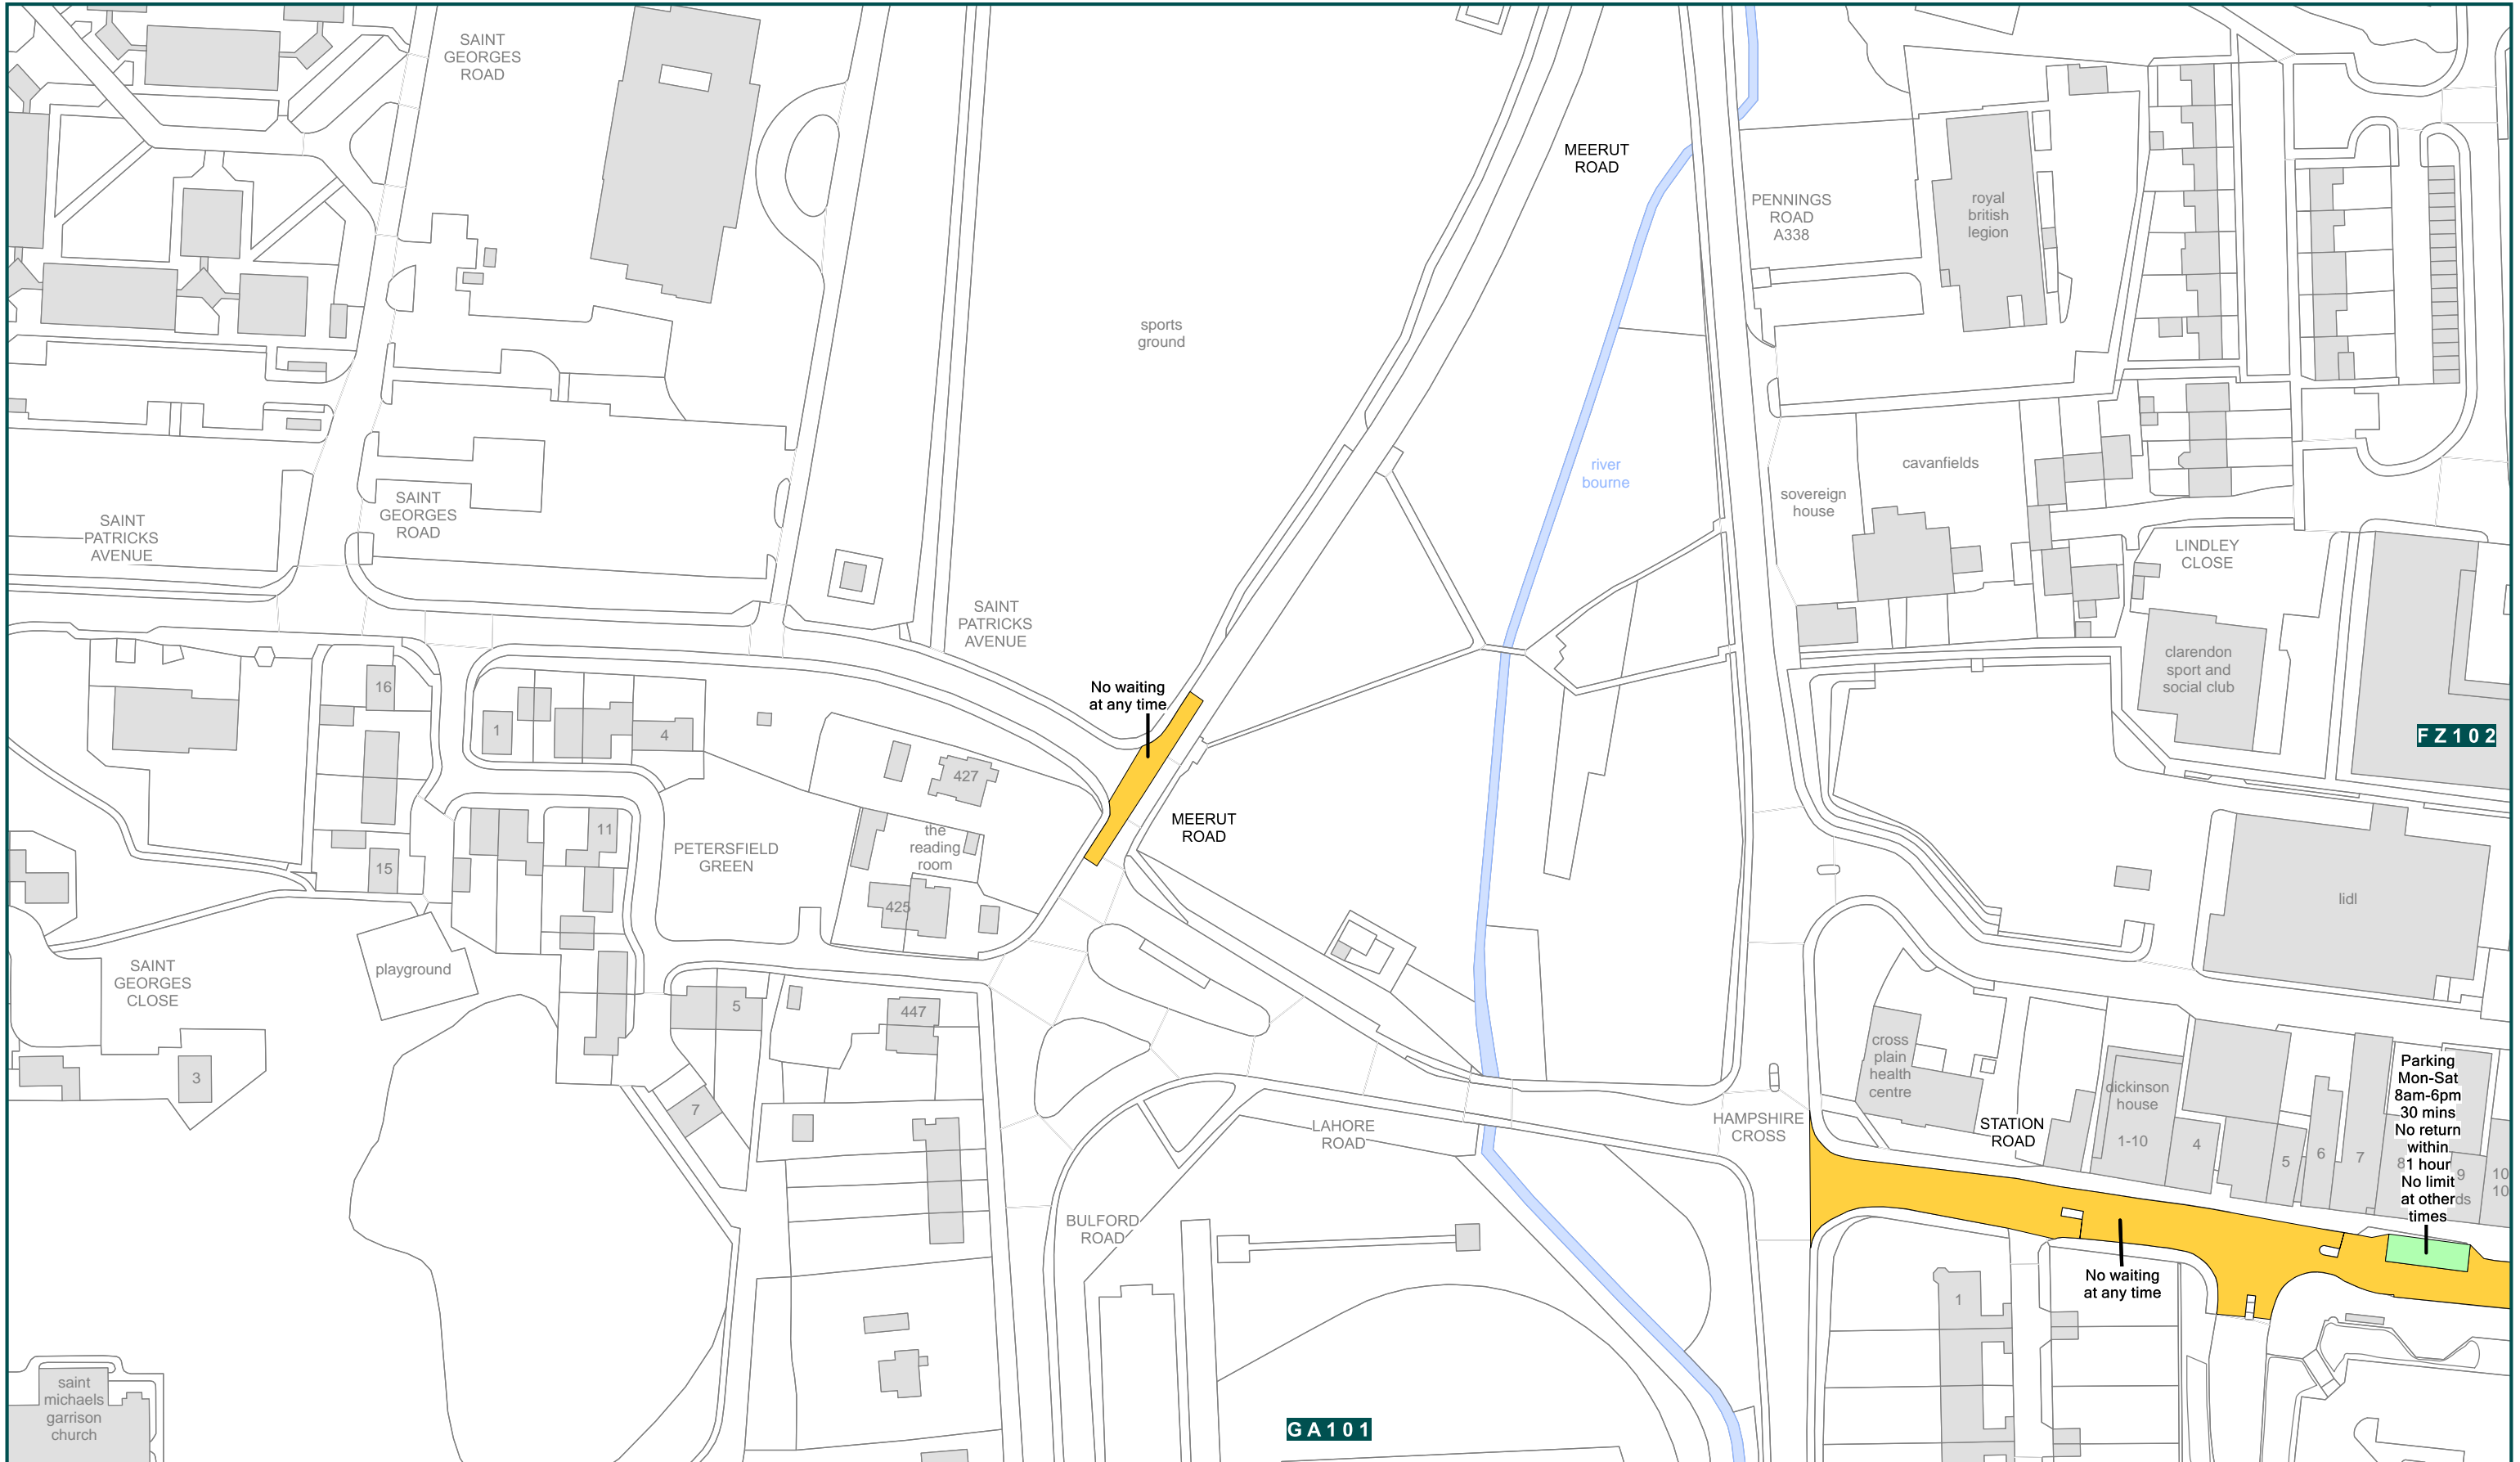 SAINT
GEORGES
ROAD
MEERUT
ROAD
PENNINGS
ROAD
A338
royal
british
legion
sports
ground
river
bourne
cavanfields
sovereign
house
SAINT
GEORGES
ROAD
SAINT
PATRICKS
AVENUE
LINDLEY
CLOSE
SAINT
PATRICKS
AVENUE
clarendon
sport and
social club
16
No waiting
at any time
1
4
FZ102
427
MEERUT
ROAD
11
the
reading
room
PETERSFIELD
GREEN
15
425
lidl
playground
SAINT
GEORGES
CLOSE
5
447
3
7
cross
plain
health
centre
dickinson
house
1-10
Parking
Mon-Sat
8am-6pm
30 mins
No return
within
1 hour
No limit
at other
times
HAMPSHIRE
CROSS
LAHORE
ROAD
STATION
ROAD
4
5
6
7
8
9
ds
10
10
BULFORD
ROAD
No waiting
at any time
1
saint
michaels
garrison
church
GA101